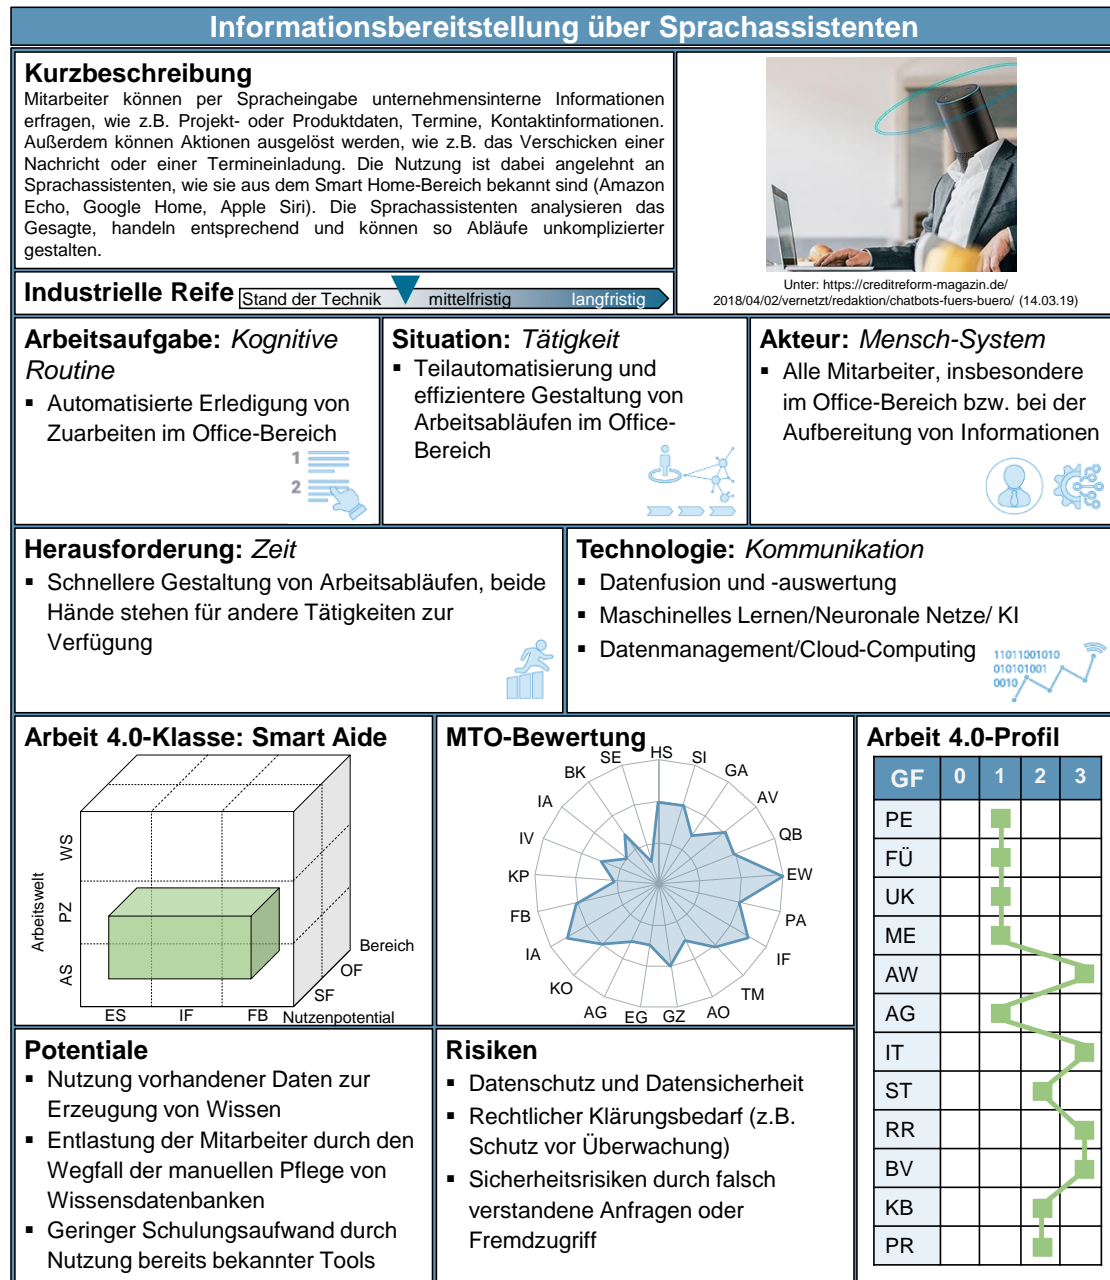 Informationsbereitstellung über Sprachassistenten
Kurzbeschreibung
Mitarbeiter können per Spracheingabe unternehmensinterne Informationen
erfragen, wie z.B. Projekt- oder Produktdaten, Termine, Kontaktinformationen.
Außerdem können Aktionen ausgelöst werden, wie z.B. das Verschicken einer
Nachricht oder einer Termineinladung. Die Nutzung ist dabei angelehnt an
Sprachassistenten, wie sie aus dem Smart Home-Bereich bekannt sind (Amazon
Echo, Google Home, Apple Siri). Die Sprachassistenten analysieren das
Gesagte, handeln entsprechend und können so Abläufe unkomplizierter
gestalten.
Unter: https://creditreform-magazin.de/
2018/04/02/vernetzt/redaktion/chatbots-fuers-buero/ (14.03.19)
Industrielle Reife
Stand der Technik mittelfristig langfristig
Arbeitsaufgabe: Kognitive
Routine
▪ Automatisierte Erledigung von
Zuarbeiten im Office-Bereich
1
2
Situation: Tätigkeit
▪ Teilautomatisierung und
effizientere Gestaltung von
Arbeitsabläufen im Office-
Bereich
Akteur: Mensch-System
▪ Alle Mitarbeiter, insbesondere
im Office-Bereich bzw. bei der
Aufbereitung von Informationen
Herausforderung: Zeit
▪ Schnellere Gestaltung von Arbeitsabläufen, beide
Hände stehen für andere Tätigkeiten zur
Verfügung
Technologie: Kommunikation
▪ Datenfusion und -auswertung
▪ Maschinelles Lernen/Neuronale Netze/ KI
▪ Datenmanagement/Cloud-Computing
11011001010
010101001
0010
Arbeit 4.0-Klasse: Smart Aide
Arbeitswelt
WS
PZ
AS
ES IF FB Nutzenpotential
SF
OF
Bereich
MTO-Bewertung
HS
SI
GA
AV
QB
EW
PA
IF
TM
AO
GZ
EG
AG
KO
IA
FB
KP
IV
IA
BK
SE
Arbeit 4.0-Profil
GF 0 1 2 3
PE
FÜ
UK
ME
AW
AG
IT
ST
RR
BV
KB
PR
Potentiale
▪ Nutzung vorhandener Daten zur
Erzeugung von Wissen
▪ Entlastung der Mitarbeiter durch den
Wegfall der manuellen Pflege von
Wissensdatenbanken
▪ Geringer Schulungsaufwand durch
Nutzung bereits bekannter Tools
Risiken
▪ Datenschutz und Datensicherheit
▪ Rechtlicher Klärungsbedarf (z.B.
Schutz vor Überwachung)
▪ Sicherheitsrisiken durch falsch
verstandene Anfragen oder
Fremdzugriff